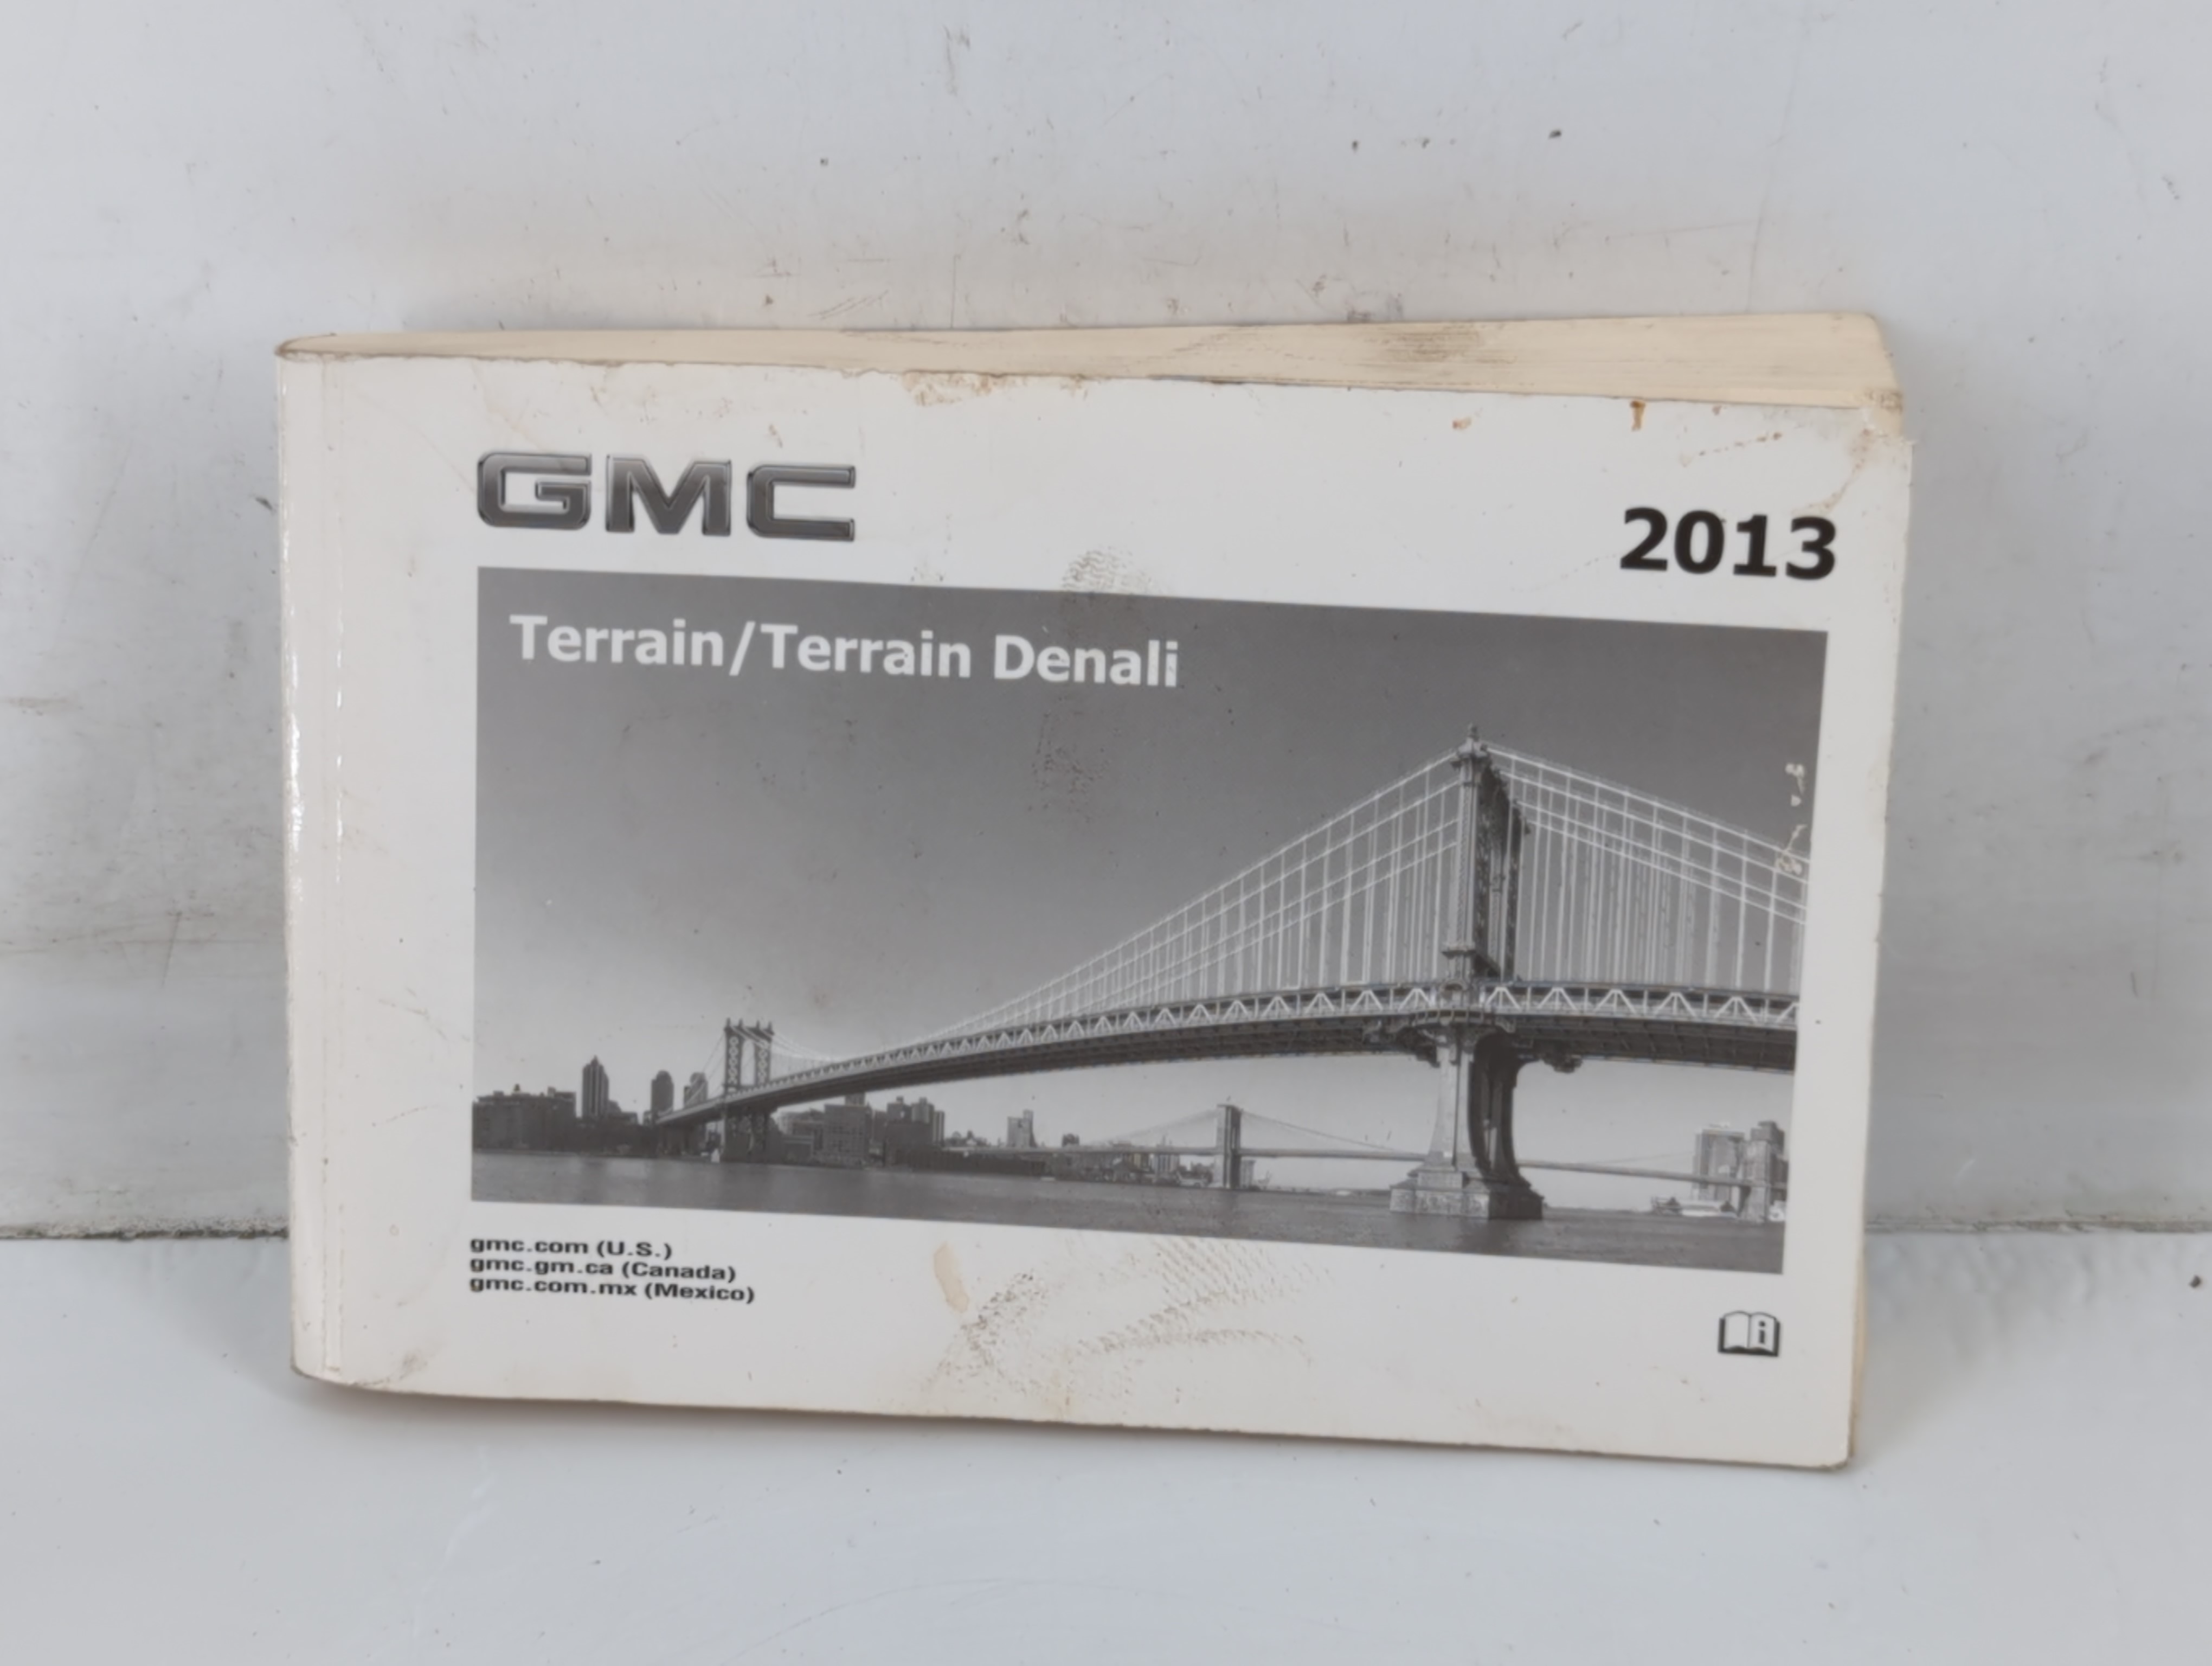 GMC
2013
Terrain/Terrain Denali
gmc.com (U.S.)
gmc.gm.ca (Canada)
gmc.com.mx (Mexico)
i